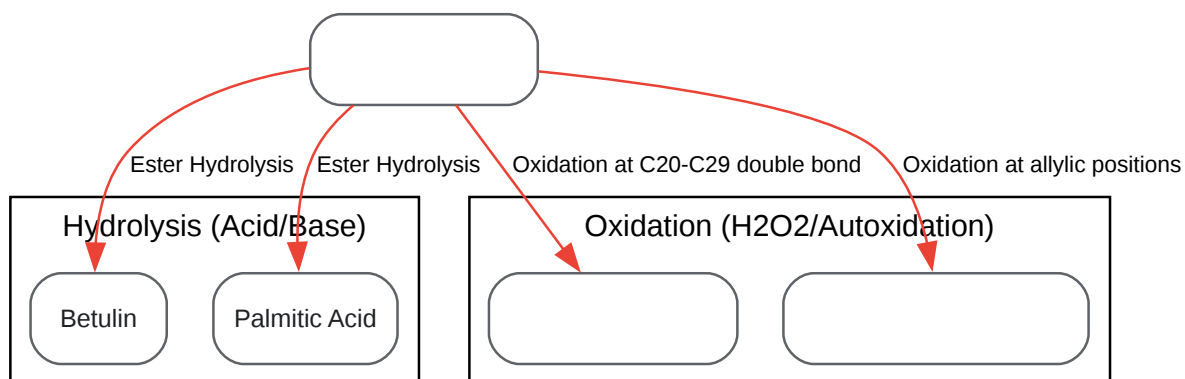 Ester Hydrolysis
Ester Hydrolysis
Oxidation at C20-C29 double bond
Oxidation at allylic positions
Hydrolysis (Acid/Base)
Oxidation (H2O2/Autoxidation)
Betulin
Palmitic Acid